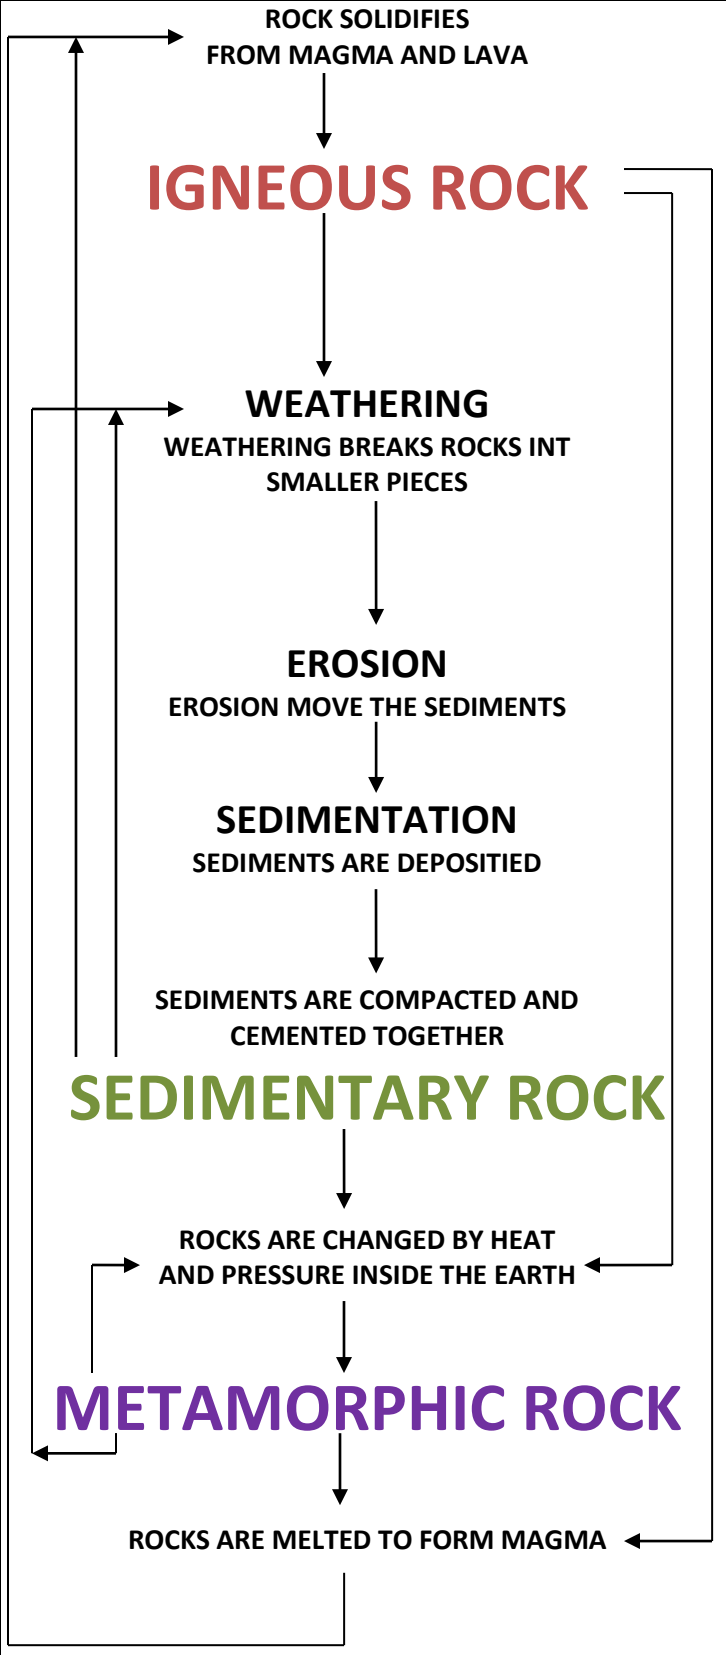 ROCK SOLIDIFIES
FROM MAGMA AND LAVA
IGNEOUS ROCK
WEATHERING
WEATHERING BREAKS ROCKS INT
SMALLER PIECES
EROSION
EROSION MOVE THE SEDIMENTS
SEDIMENTATION
SEDIMENTS ARE DEPOSITIED
SEDIMENTS ARE COMPACTED AND
CEMENTED TOGETHER
SEDIMENTARY ROCK
ROCKS ARE CHANGED BY HEAT
AND PRESSURE INSIDE THE EARTH
METAMORPHIC ROCK
ROCKS ARE MELTED TO FORM MAGMA